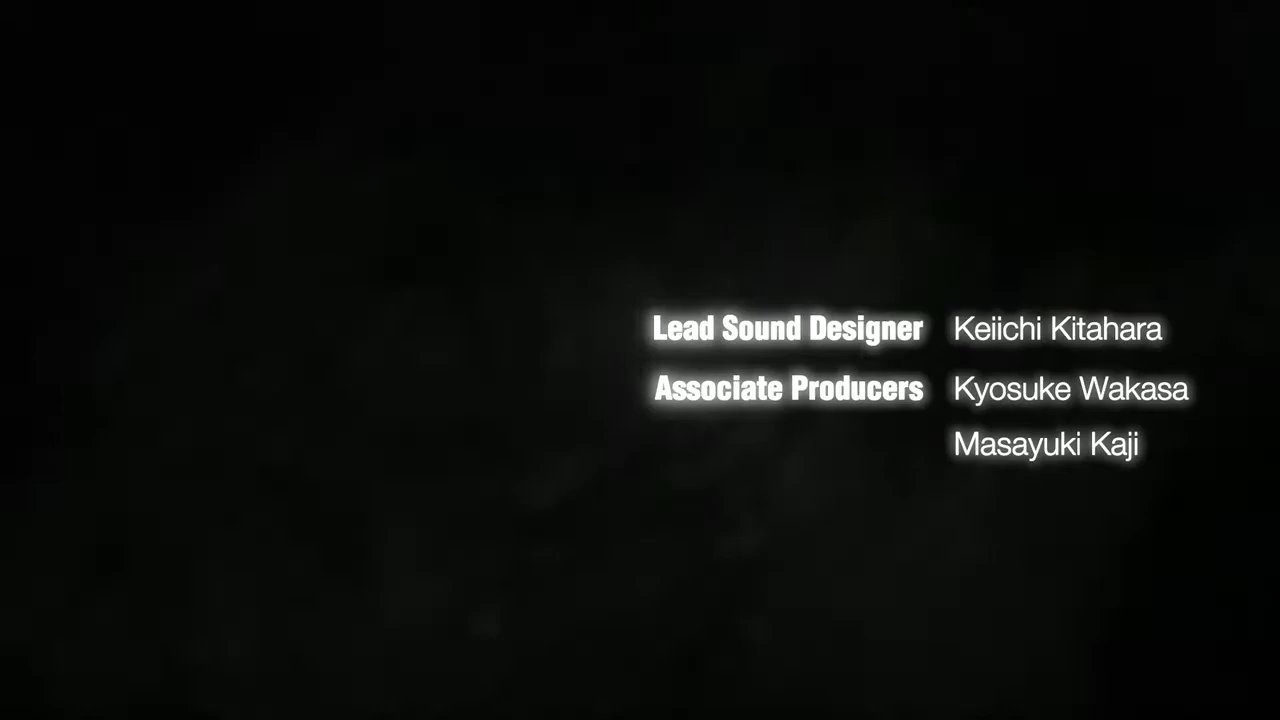 Lead Sound Designer Keiichi Kitahara
Associate Producers Kyosuke Wakasa
Masayuki Kaji